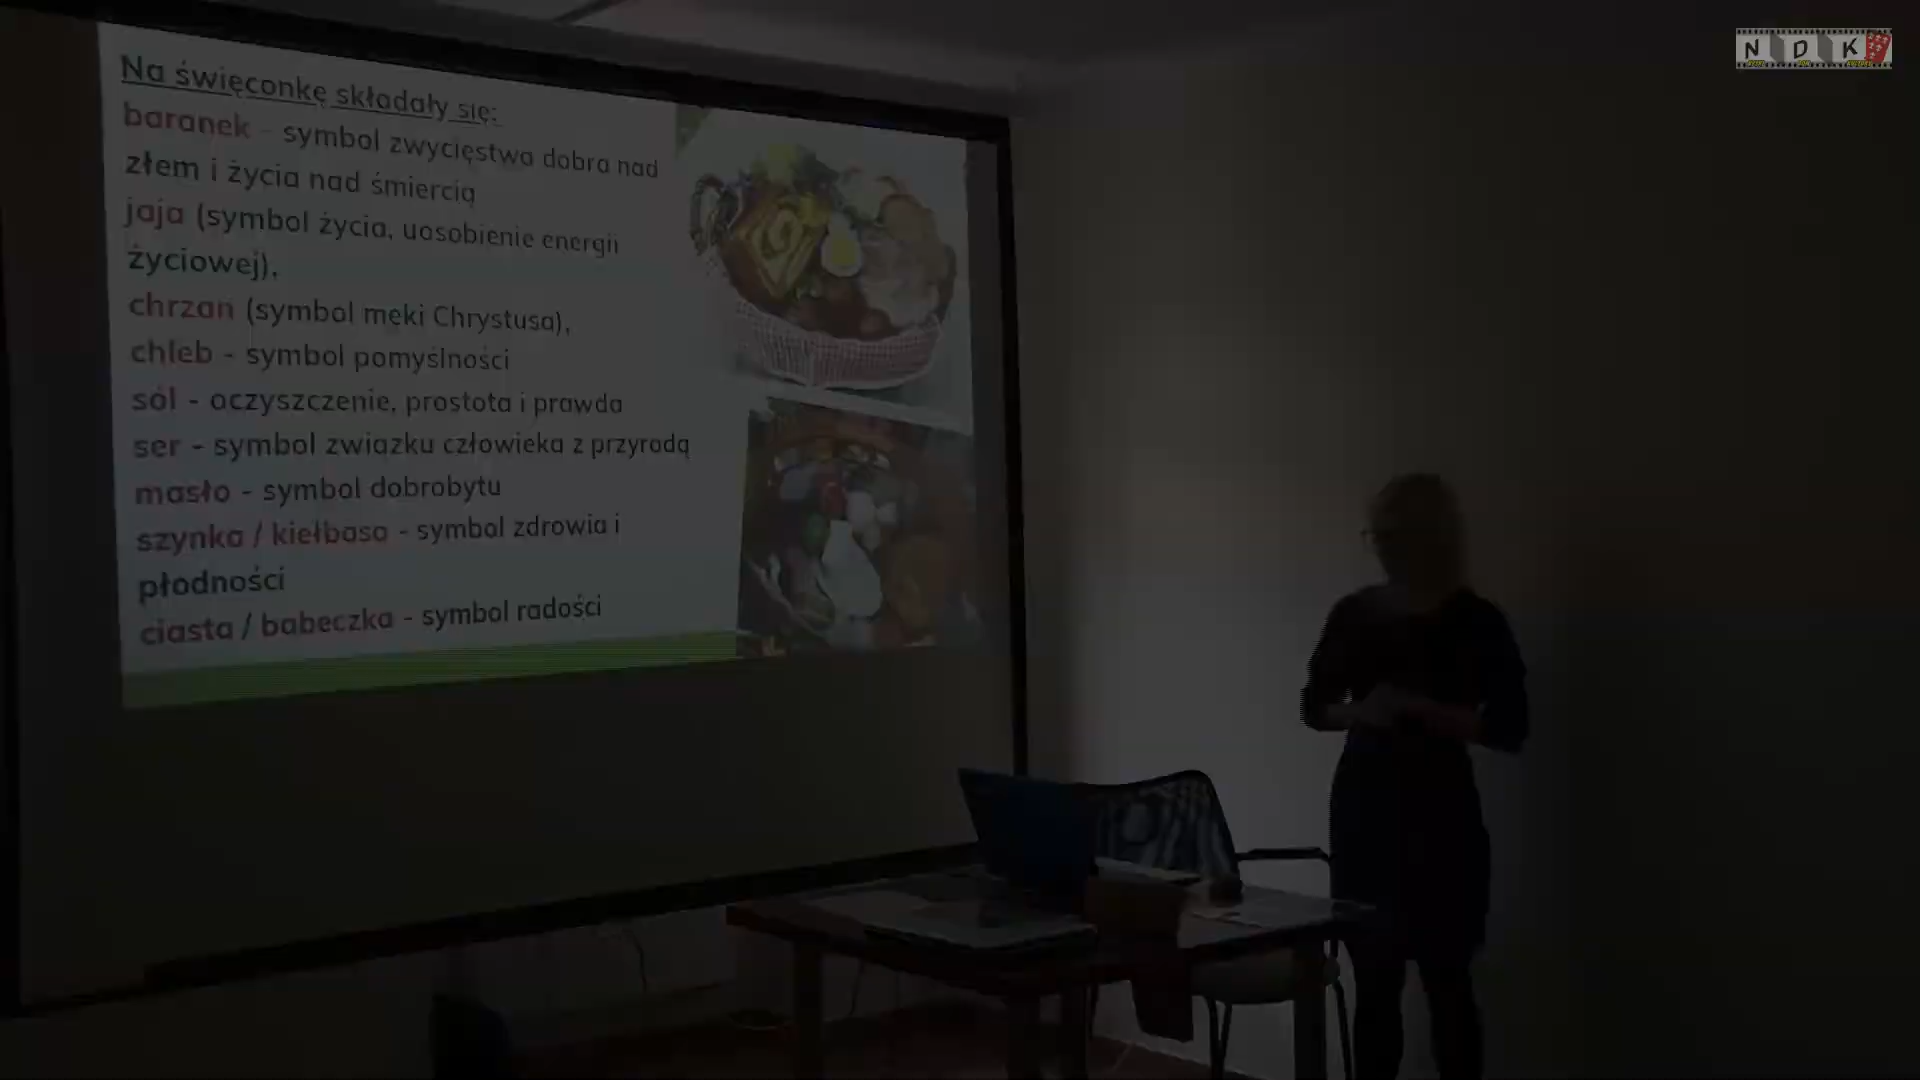 Na święconkę składały się:
baranek - symbol zwycięstwa dobra nad
złem i życia nad śmiercią
jaja (symbol życia, uosobienie energii
życiowej),
chrzan (symbol męki Chrystusa),
chleb - symbol pomyślności
sól - oczyszczenie, prostota i prawda
ser - symbol związku człowieka z przyrodą
masło - symbol dobrobytu
szynka / kiełbasa - symbol zdrowia i
płodności
ciasta / babeczka - symbol radości
NDK